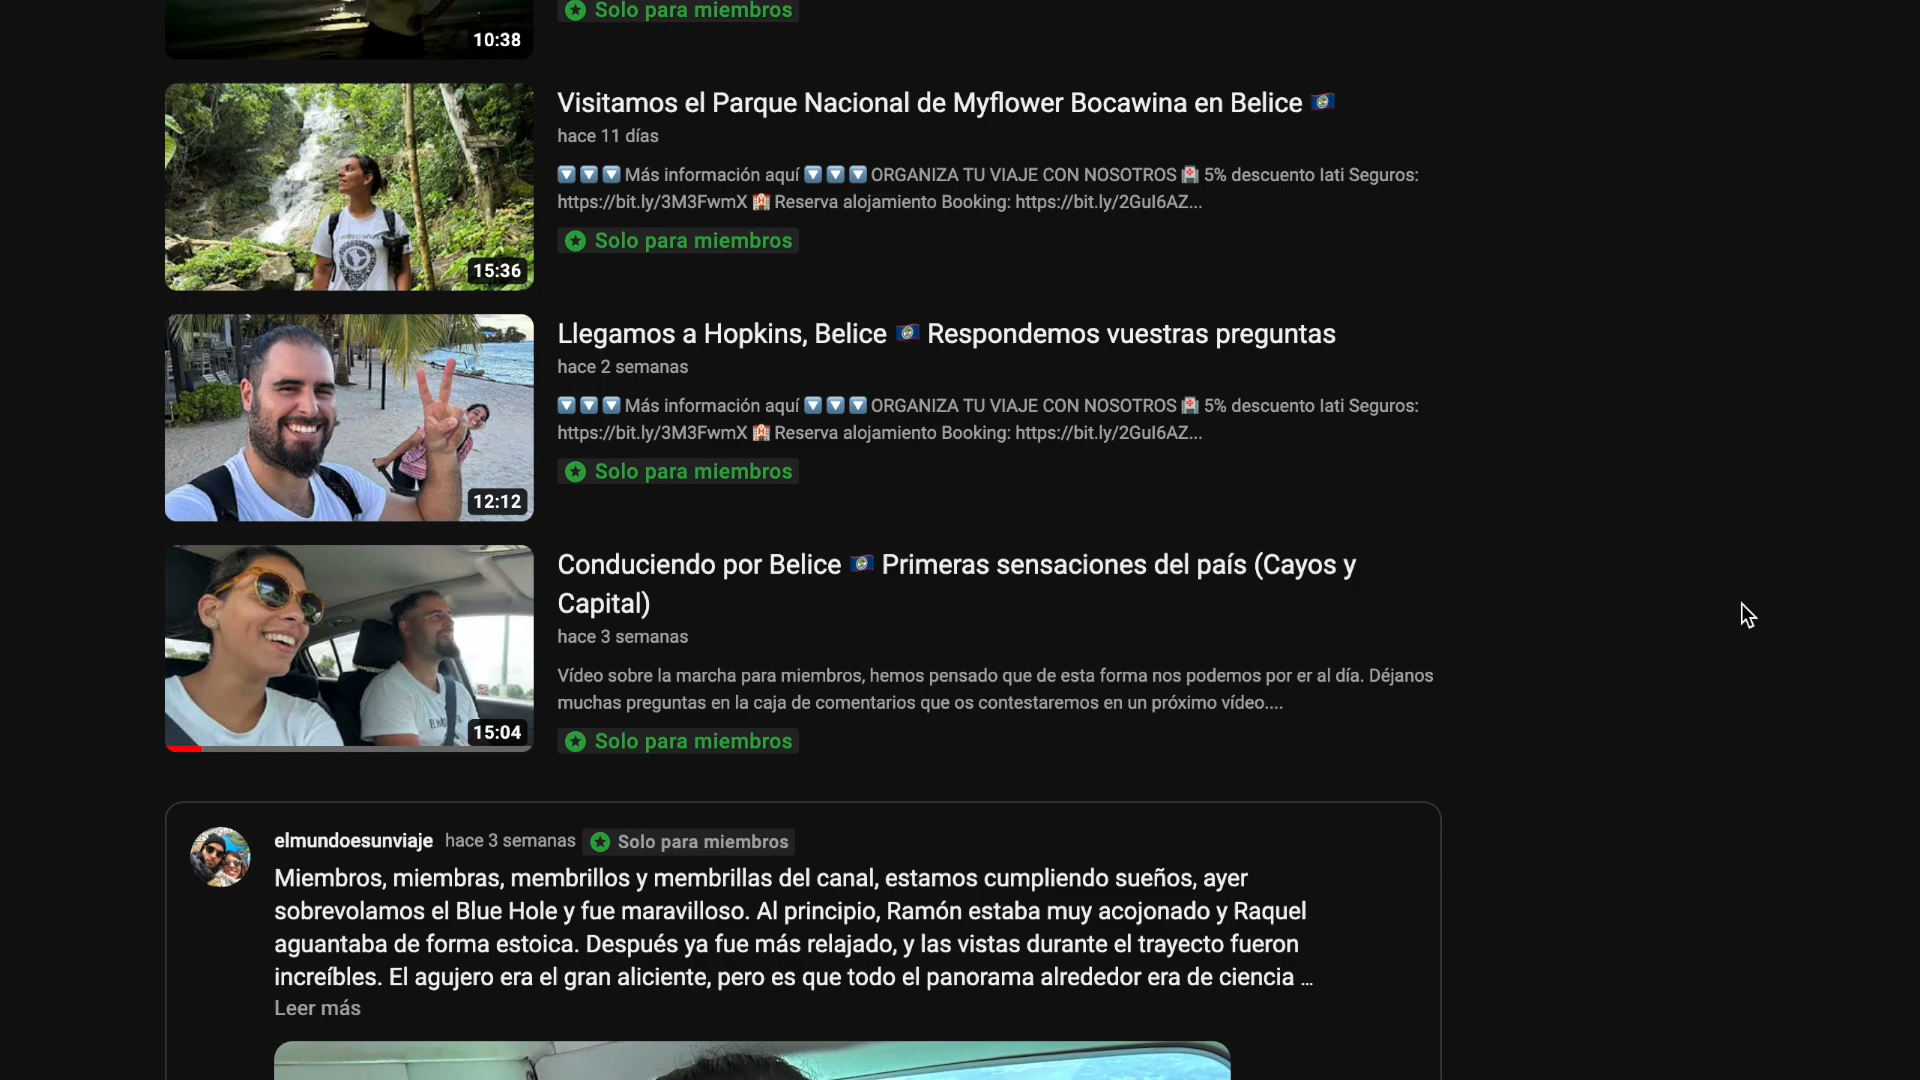 Solo para miembros
10:38
Visitamos el Parque Nacional de Myflower Bocawina en Belice 🇧🇿
hace 11 días
🔽🔽🔽 Más información aquí 🔽🔽🔽 ORGANIZA TU VIAJE CON NOSOTROS 🏥 5% descuento Iati Seguros:
https://bit.ly/3M3FwmX 🏨 Reserva alojamiento Booking: https://bit.ly/2GuI6AZ...
Solo para miembros
15:36
Llegamos a Hopkins, Belice 🇧🇿 Respondemos vuestras preguntas
hace 2 semanas
🔽🔽🔽 Más información aquí 🔽🔽🔽 ORGANIZA TU VIAJE CON NOSOTROS 🏥 5% descuento Iati Seguros:
https://bit.ly/3M3FwmX 🏨 Reserva alojamiento Booking: https://bit.ly/2GuI6AZ...
Solo para miembros
12:12
Conduciendo por Belice 🇧🇿 Primeras sensaciones del país (Cayos y
Capital)
hace 3 semanas
Vídeo sobre la marcha para miembros, hemos pensado que de esta forma nos podemos por er al día. Déjanos
muchas preguntas en la caja de comentarios que os contestaremos en un próximo vídeo....
Solo para miembros
15:04
elmundoesunviaje hace 3 semanas Solo para miembros
Miembros, miembras, membrillos y membrillas del canal, estamos cumpliendo sueños, ayer
sobrevolamos el Blue Hole y fue maravilloso. Al principio, Ramón estaba muy acojonado y Raquel
aguantaba de forma estoica. Después ya fue más relajado, y las vistas durante el trayecto fueron
increíbles. El agujero era el gran aliciente, pero es que todo el panorama alrededor era de ciencia ...
Leer más